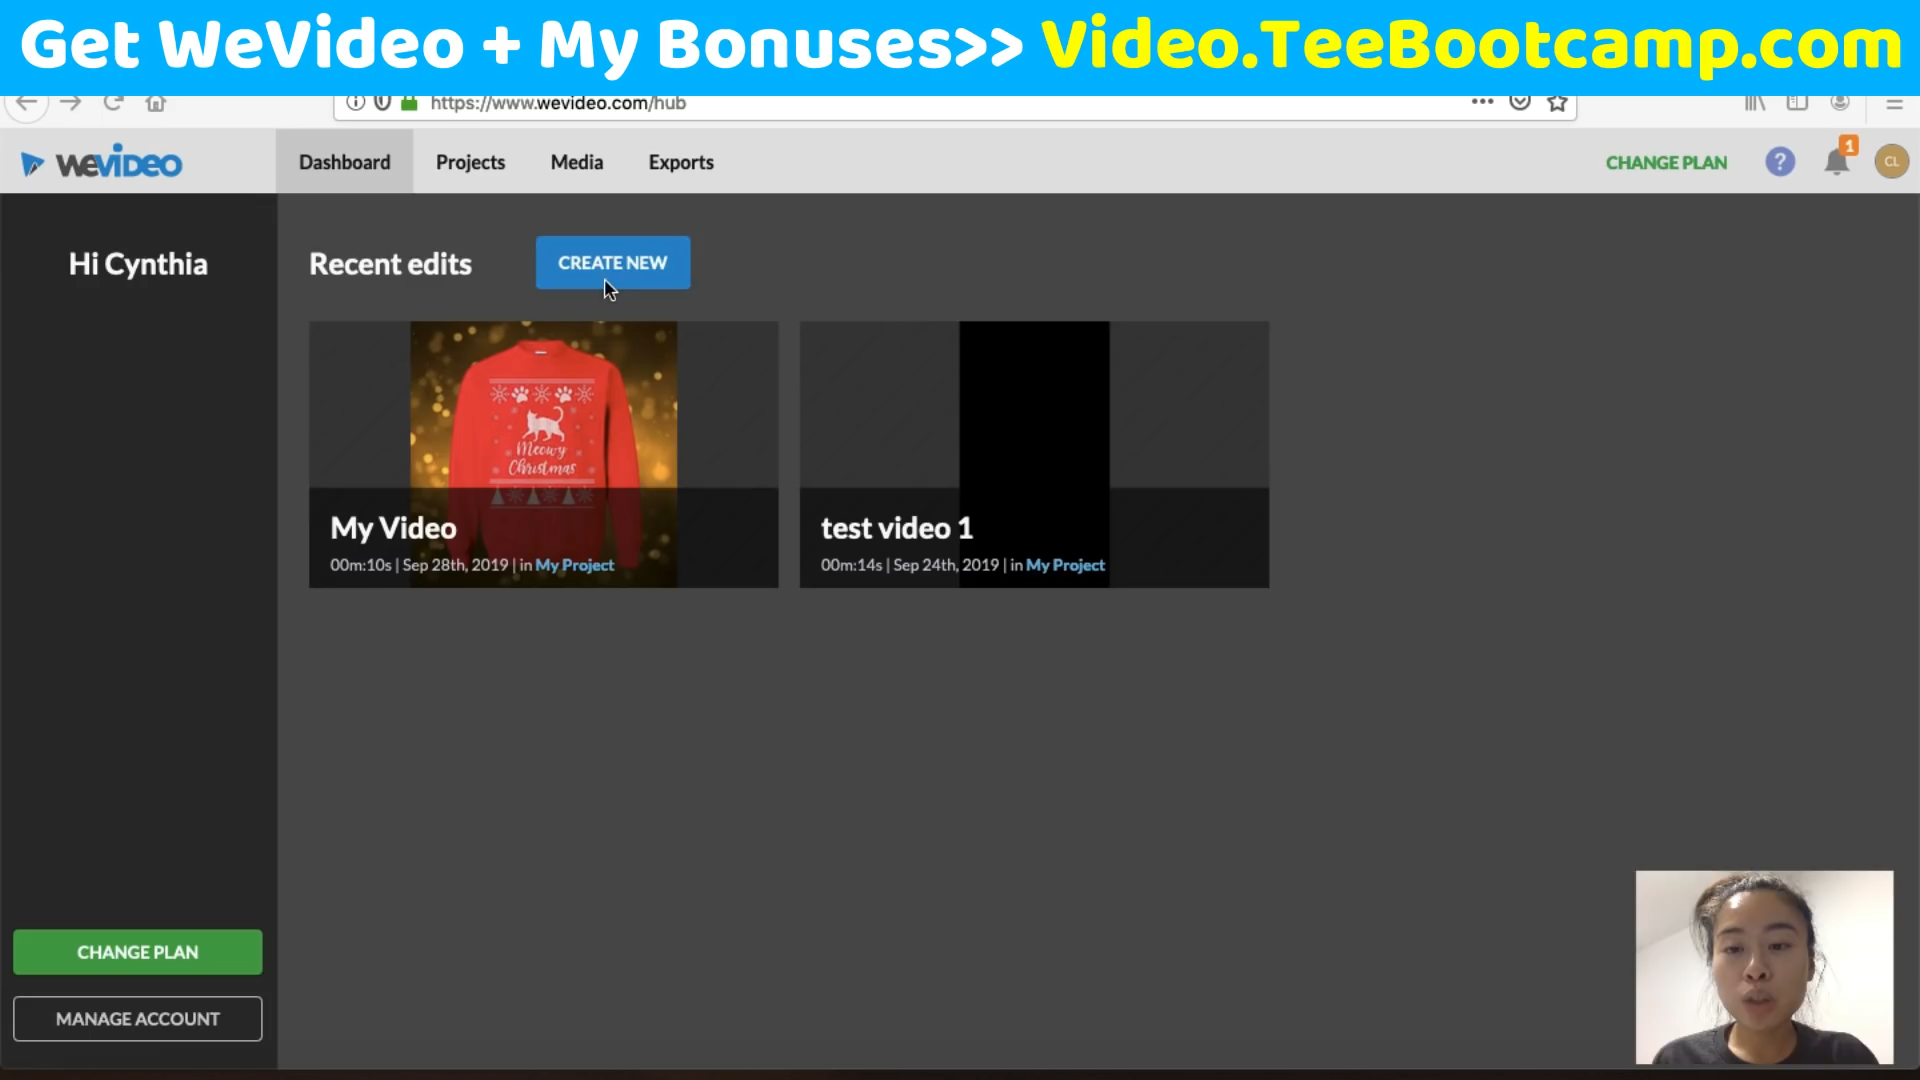 Get WeVideo + My Bonuses>> Video.TeeBootcamp.com
https://www.wevideo.com/hub
WEVIDEO
Dashboard
Projects
Media
Exports
CHANGE PLAN
?
1
CL
Hi Cynthia
Recent edits
CREATE NEW
Meowy
Christmas
My Video
00m:10s | Sep 28th, 2019 | in My Project
test video 1
00m:14s | Sep 24th, 2019 | in My Project
CHANGE PLAN
MANAGE ACCOUNT